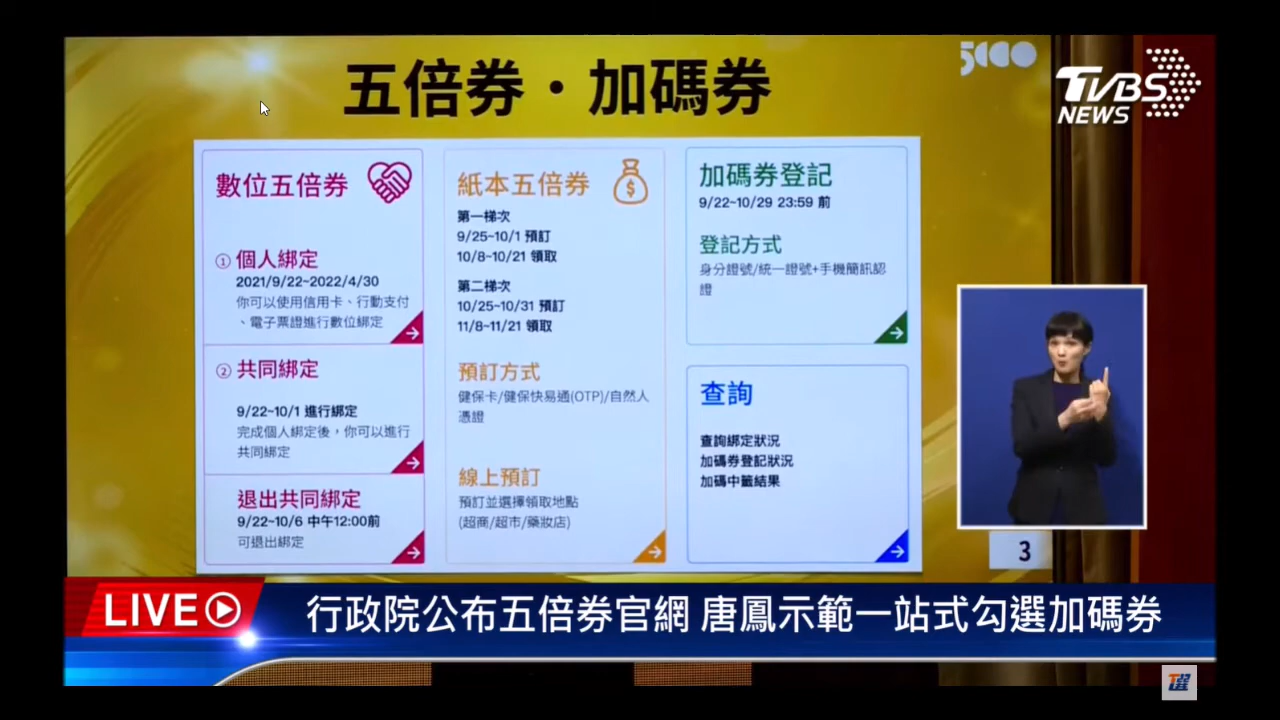 五倍券・加碼券
5000
TVBS
NEWS
數位五倍券
① 個人綁定
2021/9/22~2022/4/30
你可以使用信用卡、行動支付
、電子票證進行數位綁定
② 共同綁定
9/22~10/1 進行綁定
完成個人綁定後，你可以進行
共同綁定
退出共同綁定
9/22~10/6 中午12:00前
可退出綁定
紙本五倍券
$
第一梯次
9/25~10/1 預訂
10/8~10/21 領取
第二梯次
10/25~10/31 預訂
11/8~11/21 領取
預訂方式
健保卡/健保快易通(OTP)/自然人
憑證
線上預訂
預訂並選擇領取地點
(超商/超市/藥妝店)
加碼券登記
9/22~10/29 23:59 前
登記方式
身分證號/統一證號+手機簡訊認
證
查詢
查詢綁定狀況
加碼券登記狀況
加碼中籤結果
3
LIVE
行政院公布五倍券官網 唐鳳示範一站式勾選加碼券
T選